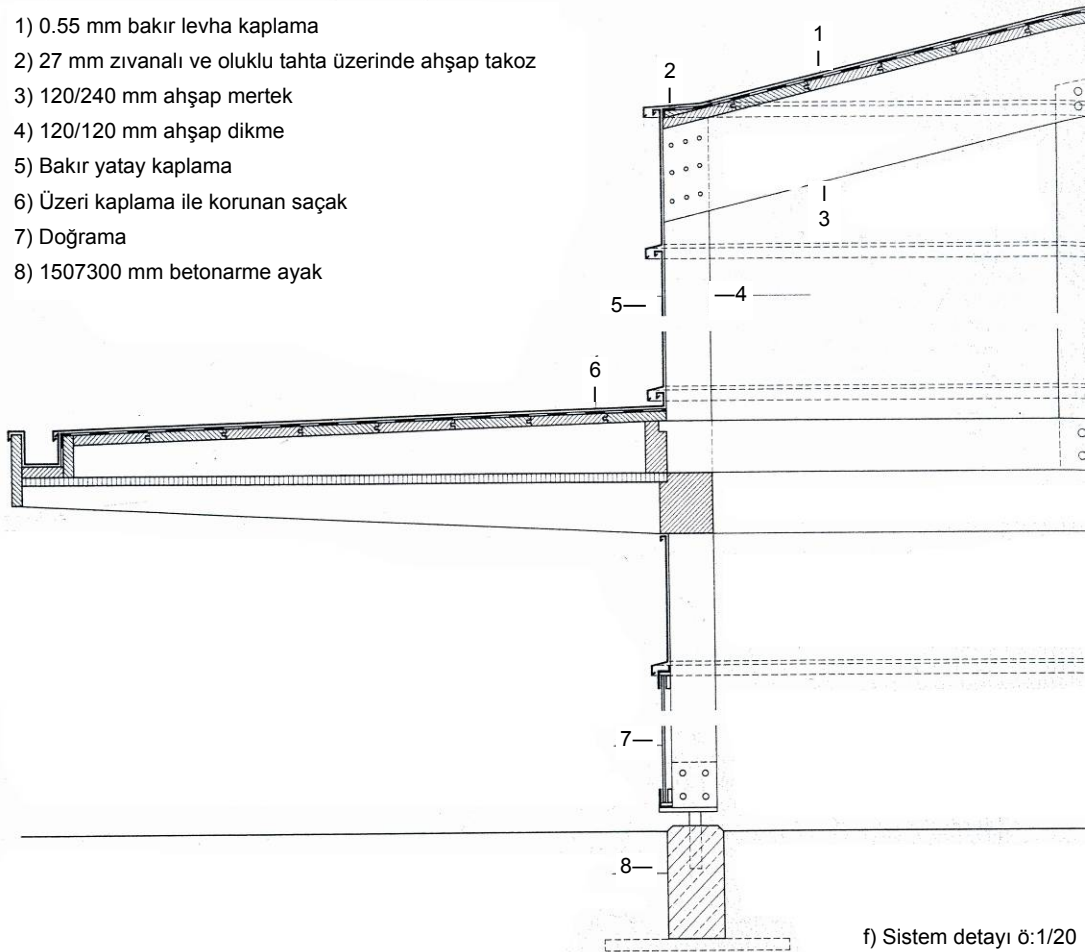 1) 0.55 mm bakır levha kaplama
2) 27 mm zıvanalı ve oluklu tahta üzerinde ahşap takoz
3) 120/240 mm ahşap mertek
4) 120/120 mm ahşap dikme
5) Bakır yatay kaplama
6) Üzeri kaplama ile korunan saçak
7) Doğrama
8) 1507300 mm betonarme ayak
1
2
3
5
4
6
7
8
f) Sistem detayı ö:1/20